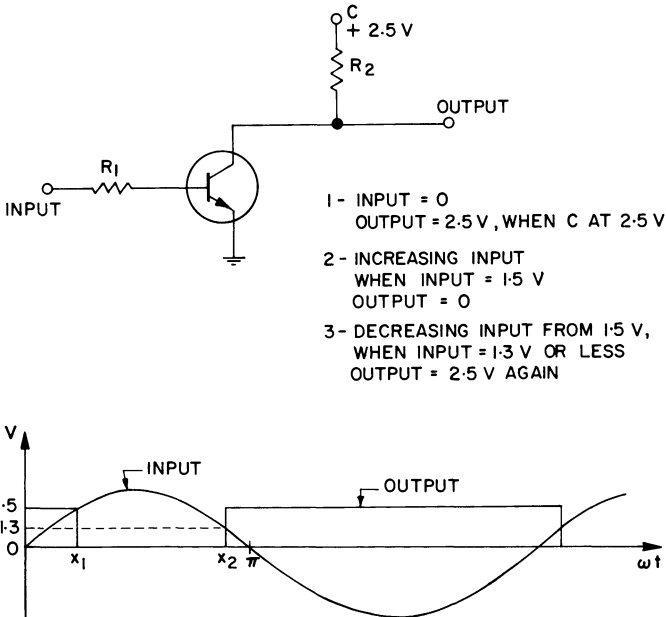 C
+ 2.5 V
R2
OUTPUT
R1
INPUT
1 - INPUT = 0
OUTPUT = 2.5 V, WHEN C AT 2.5 V
2 - INCREASING INPUT
WHEN INPUT = 1.5 V
OUTPUT = 0
3 - DECREASING INPUT FROM 1.5 V,
WHEN INPUT = 1.3 V OR LESS
OUTPUT = 2.5 V AGAIN
V
INPUT
OUTPUT
.5
1.3
0
x1
x2
π
ωt